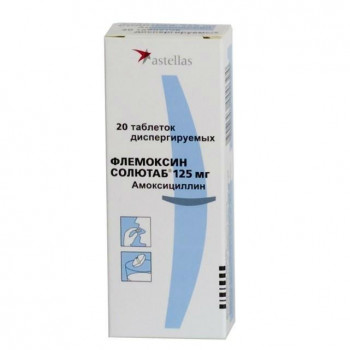 astellas
20 таблеток
диспергируемых
ФЛЕМОКСИН
СОЛЮТАБ® 125 мг
Амоксициллин